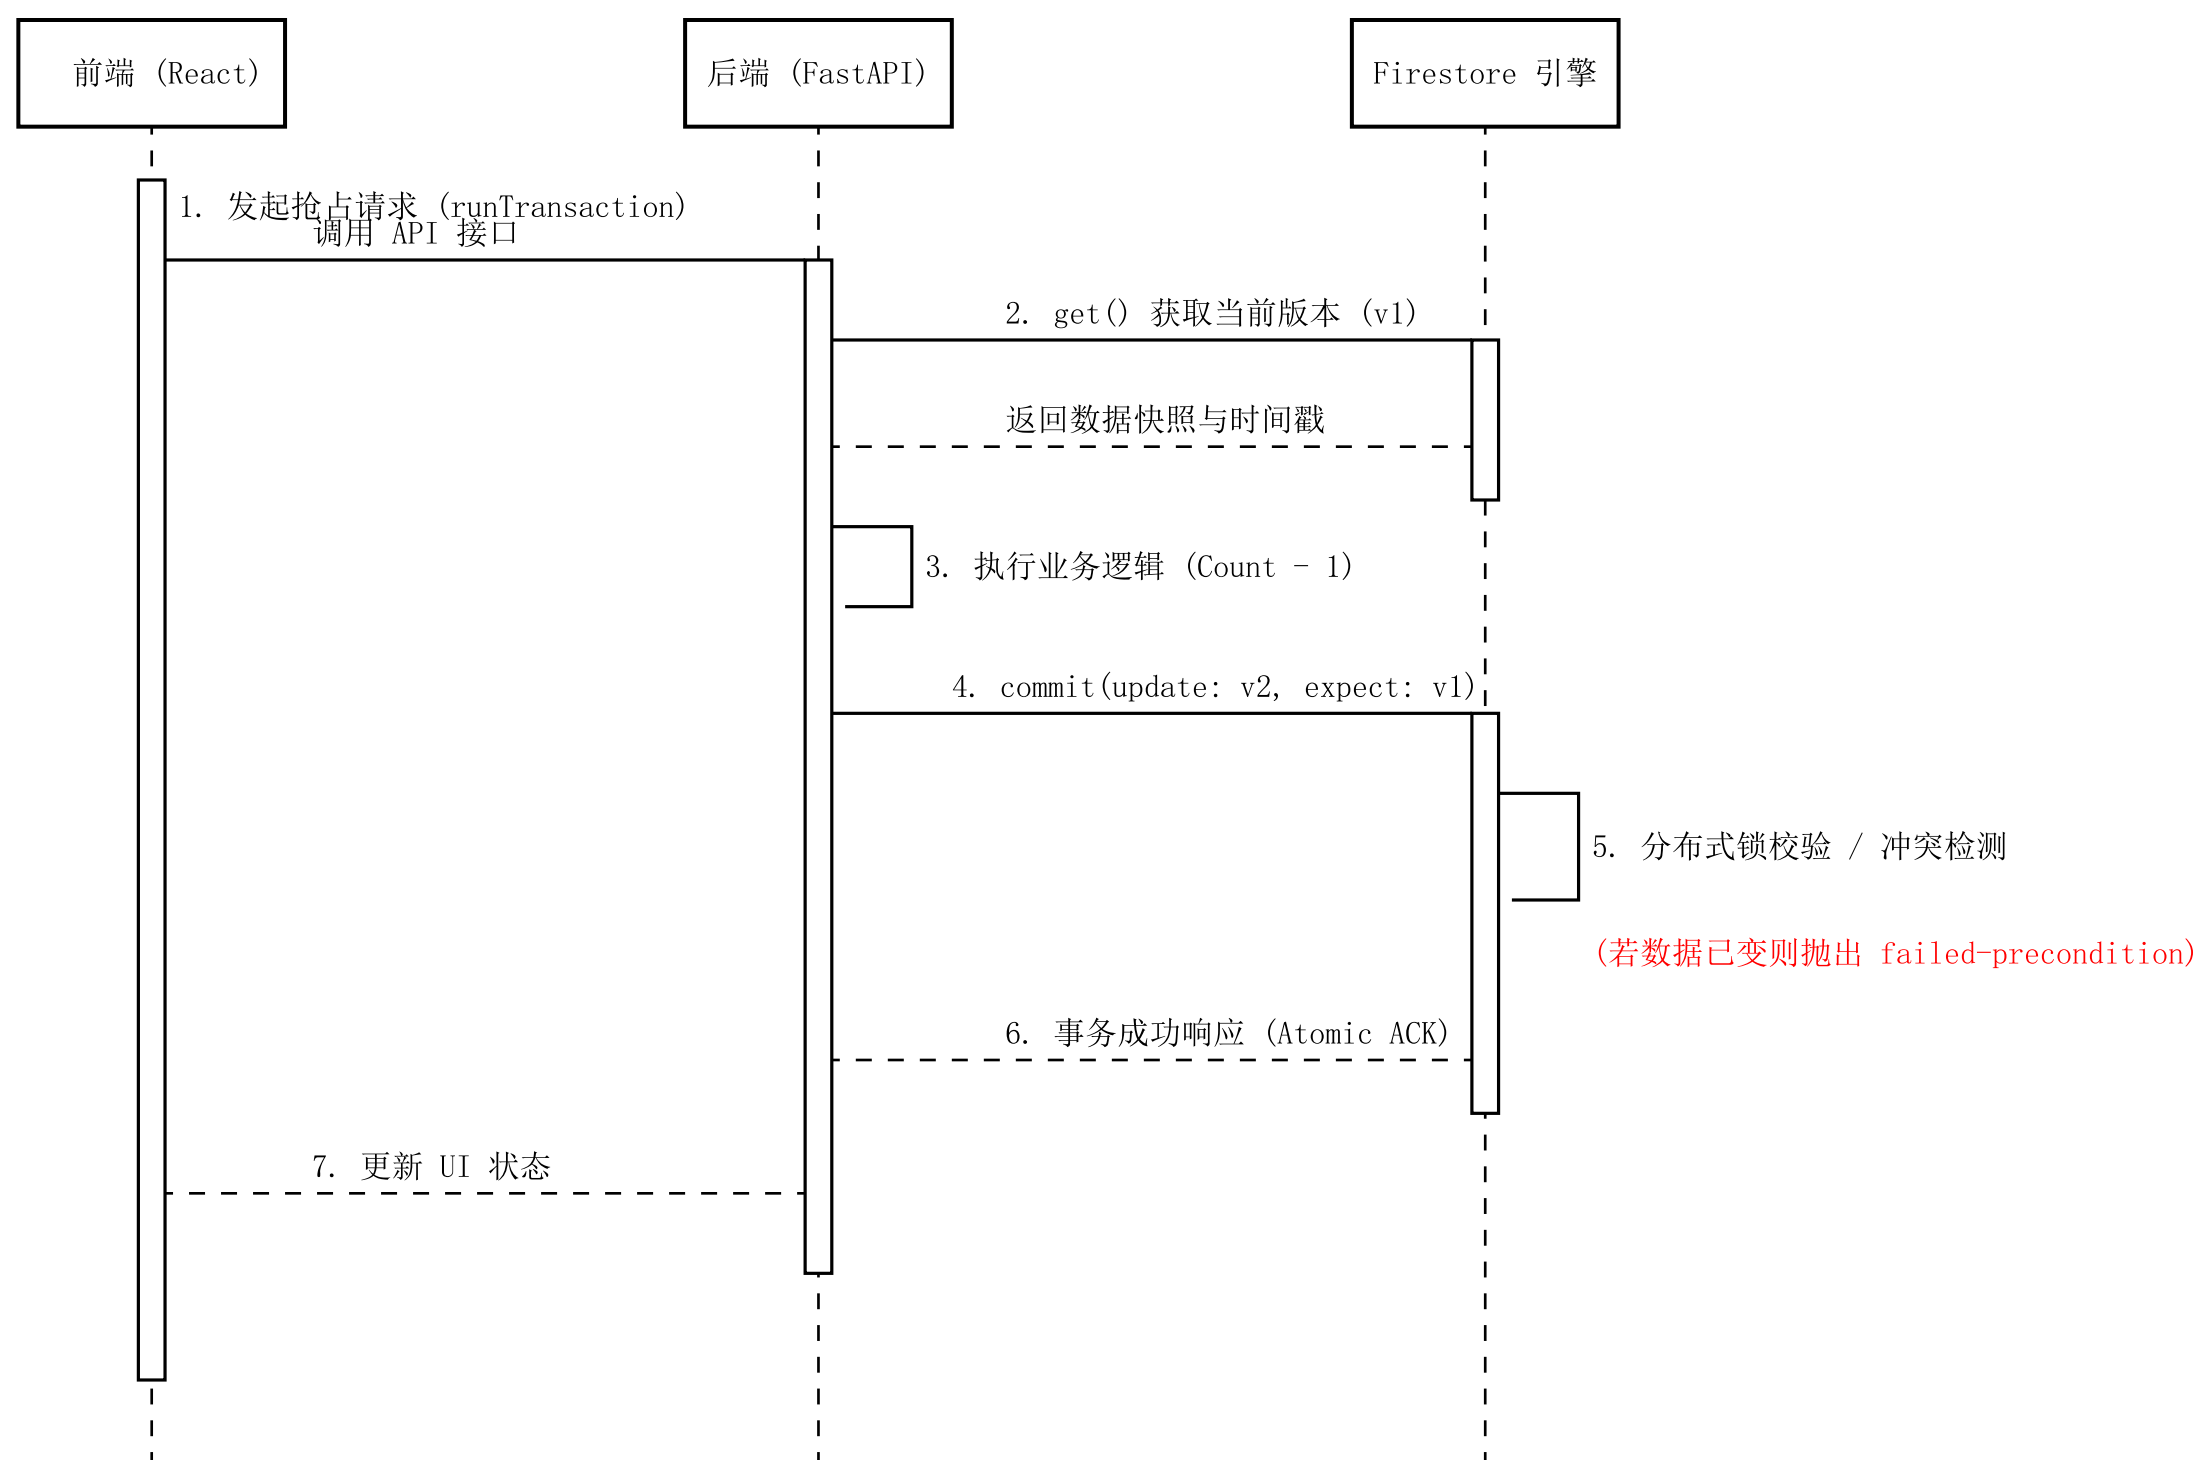 前端 (React)
后端 (FastAPI)
Firestore 引擎
1. 发起抢占请求 (runTransaction)
调用 API 接口
2. get() 获取当前版本 (v1)
返回数据快照与时间戳
3. 执行业务逻辑 (Count - 1)
4. commit(update: v2, expect: v1)
5. 分布式锁校验 / 冲突检测
(若数据已变则抛出 failed-precondition)
6. 事务成功响应 (Atomic ACK)
7. 更新 UI 状态